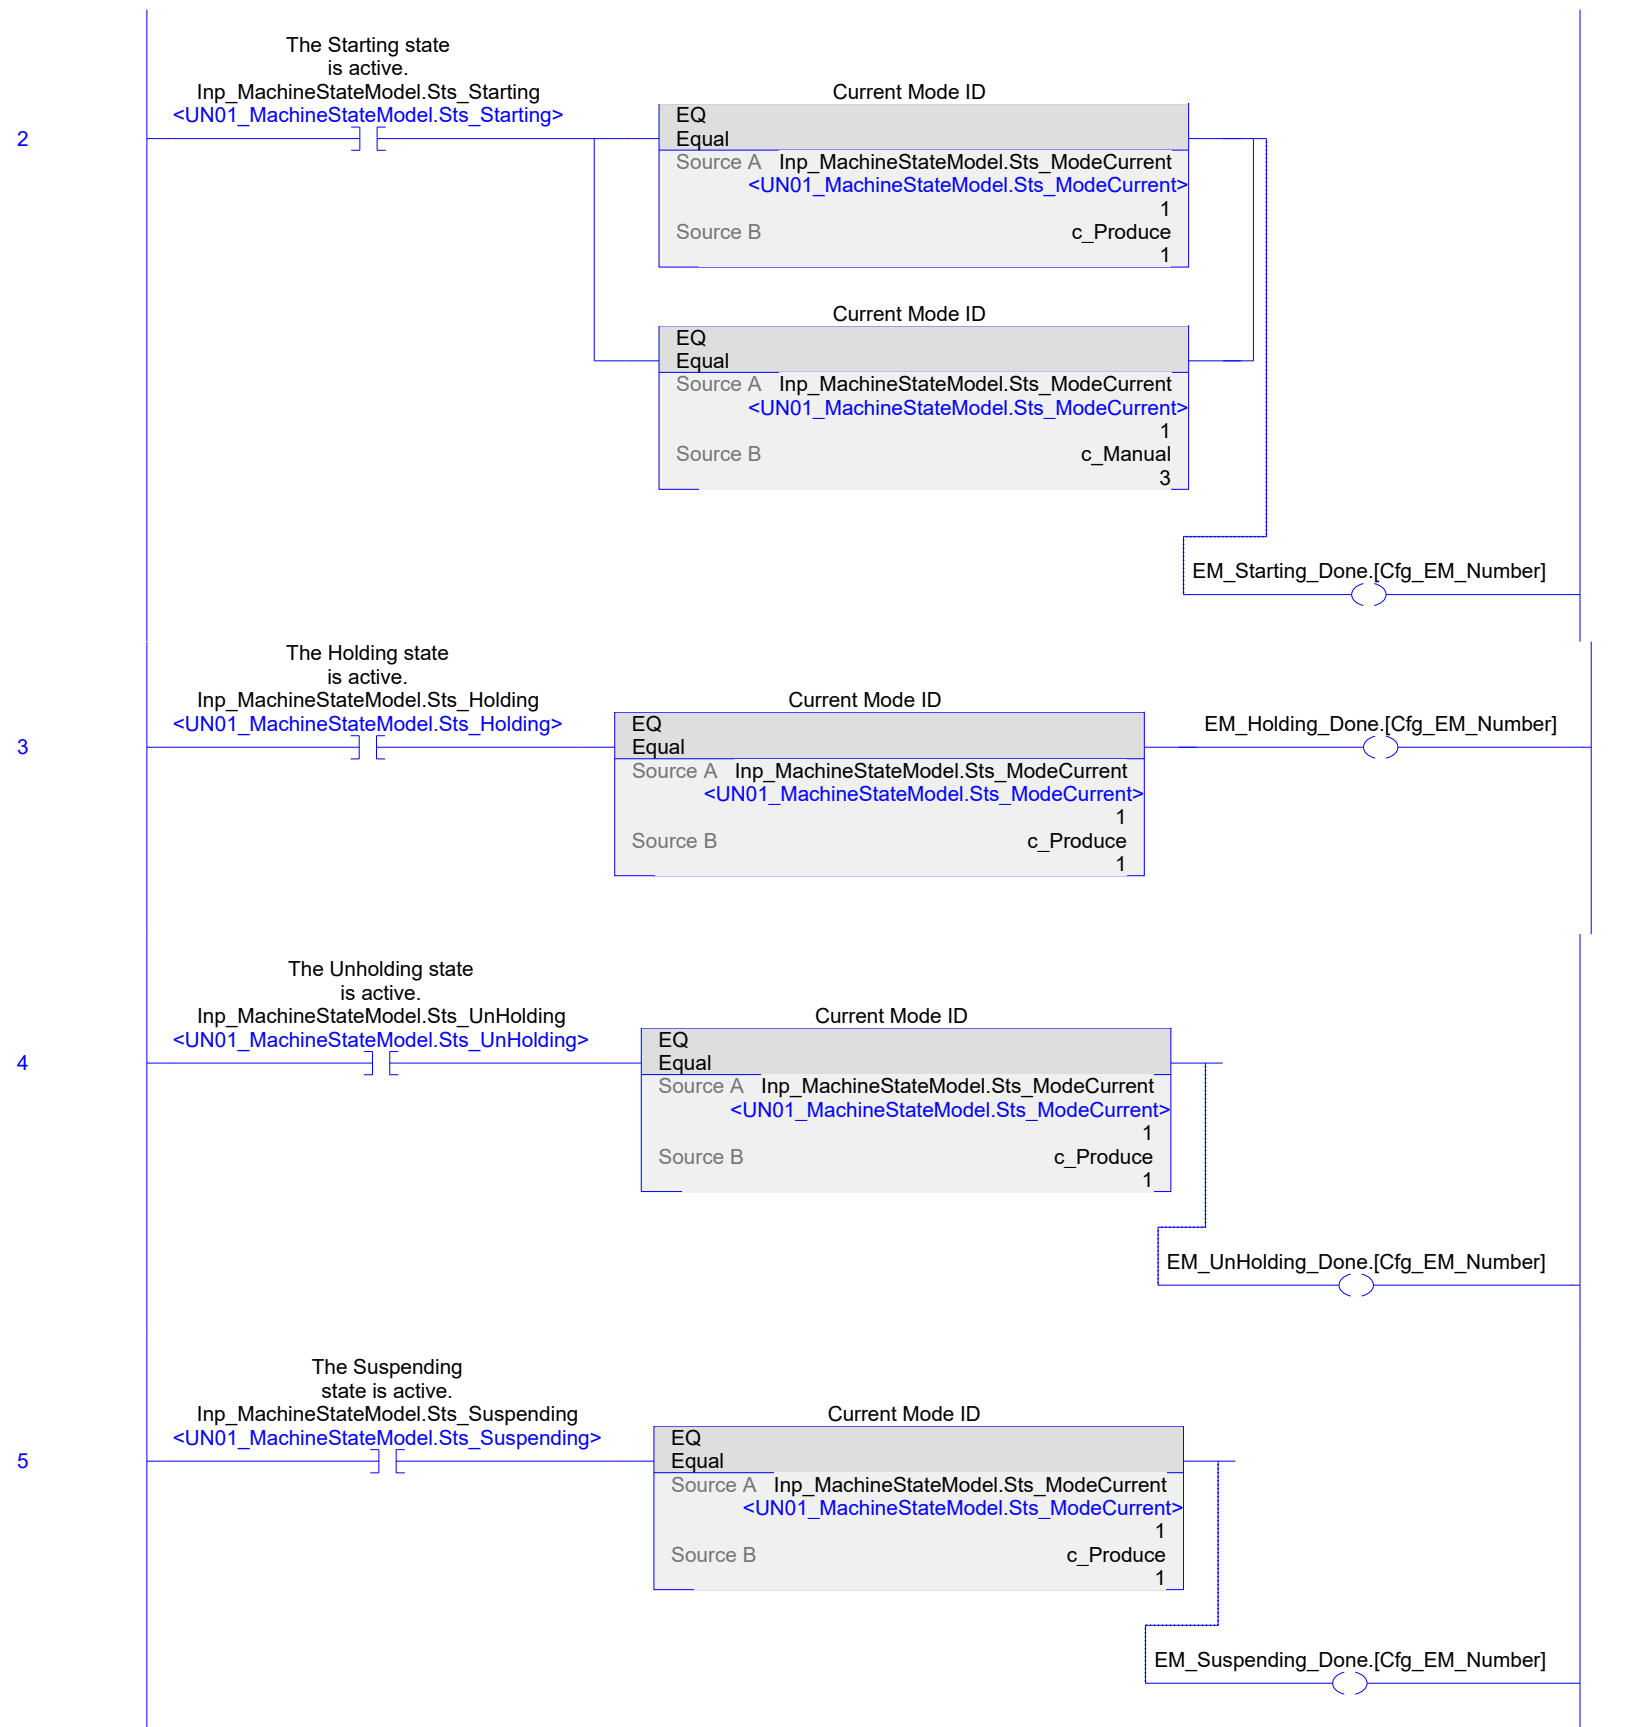 The Starting state
is active.
Inp_MachineStateModel.Sts_Starting
<UN01_MachineStateModel.Sts_Starting>
2
Current Mode ID
EQ
Equal
Source A Inp_MachineStateModel.Sts_ModeCurrent
<UN01_MachineStateModel.Sts_ModeCurrent>
1
Source B c_Produce
1
Current Mode ID
EQ
Equal
Source A Inp_MachineStateModel.Sts_ModeCurrent
<UN01_MachineStateModel.Sts_ModeCurrent>
1
Source B c_Manual
3
EM_Starting_Done.[Cfg_EM_Number]
The Holding state
is active.
Inp_MachineStateModel.Sts_Holding
<UN01_MachineStateModel.Sts_Holding>
3
Current Mode ID
EQ
Equal
Source A Inp_MachineStateModel.Sts_ModeCurrent
<UN01_MachineStateModel.Sts_ModeCurrent>
1
Source B c_Produce
1
EM_Holding_Done.[Cfg_EM_Number]
The Unholding state
is active.
Inp_MachineStateModel.Sts_UnHolding
<UN01_MachineStateModel.Sts_UnHolding>
4
Current Mode ID
EQ
Equal
Source A Inp_MachineStateModel.Sts_ModeCurrent
<UN01_MachineStateModel.Sts_ModeCurrent>
1
Source B c_Produce
1
EM_UnHolding_Done.[Cfg_EM_Number]
The Suspending
state is active.
Inp_MachineStateModel.Sts_Suspending
<UN01_MachineStateModel.Sts_Suspending>
5
Current Mode ID
EQ
Equal
Source A Inp_MachineStateModel.Sts_ModeCurrent
<UN01_MachineStateModel.Sts_ModeCurrent>
1
Source B c_Produce
1
EM_Suspending_Done.[Cfg_EM_Number]